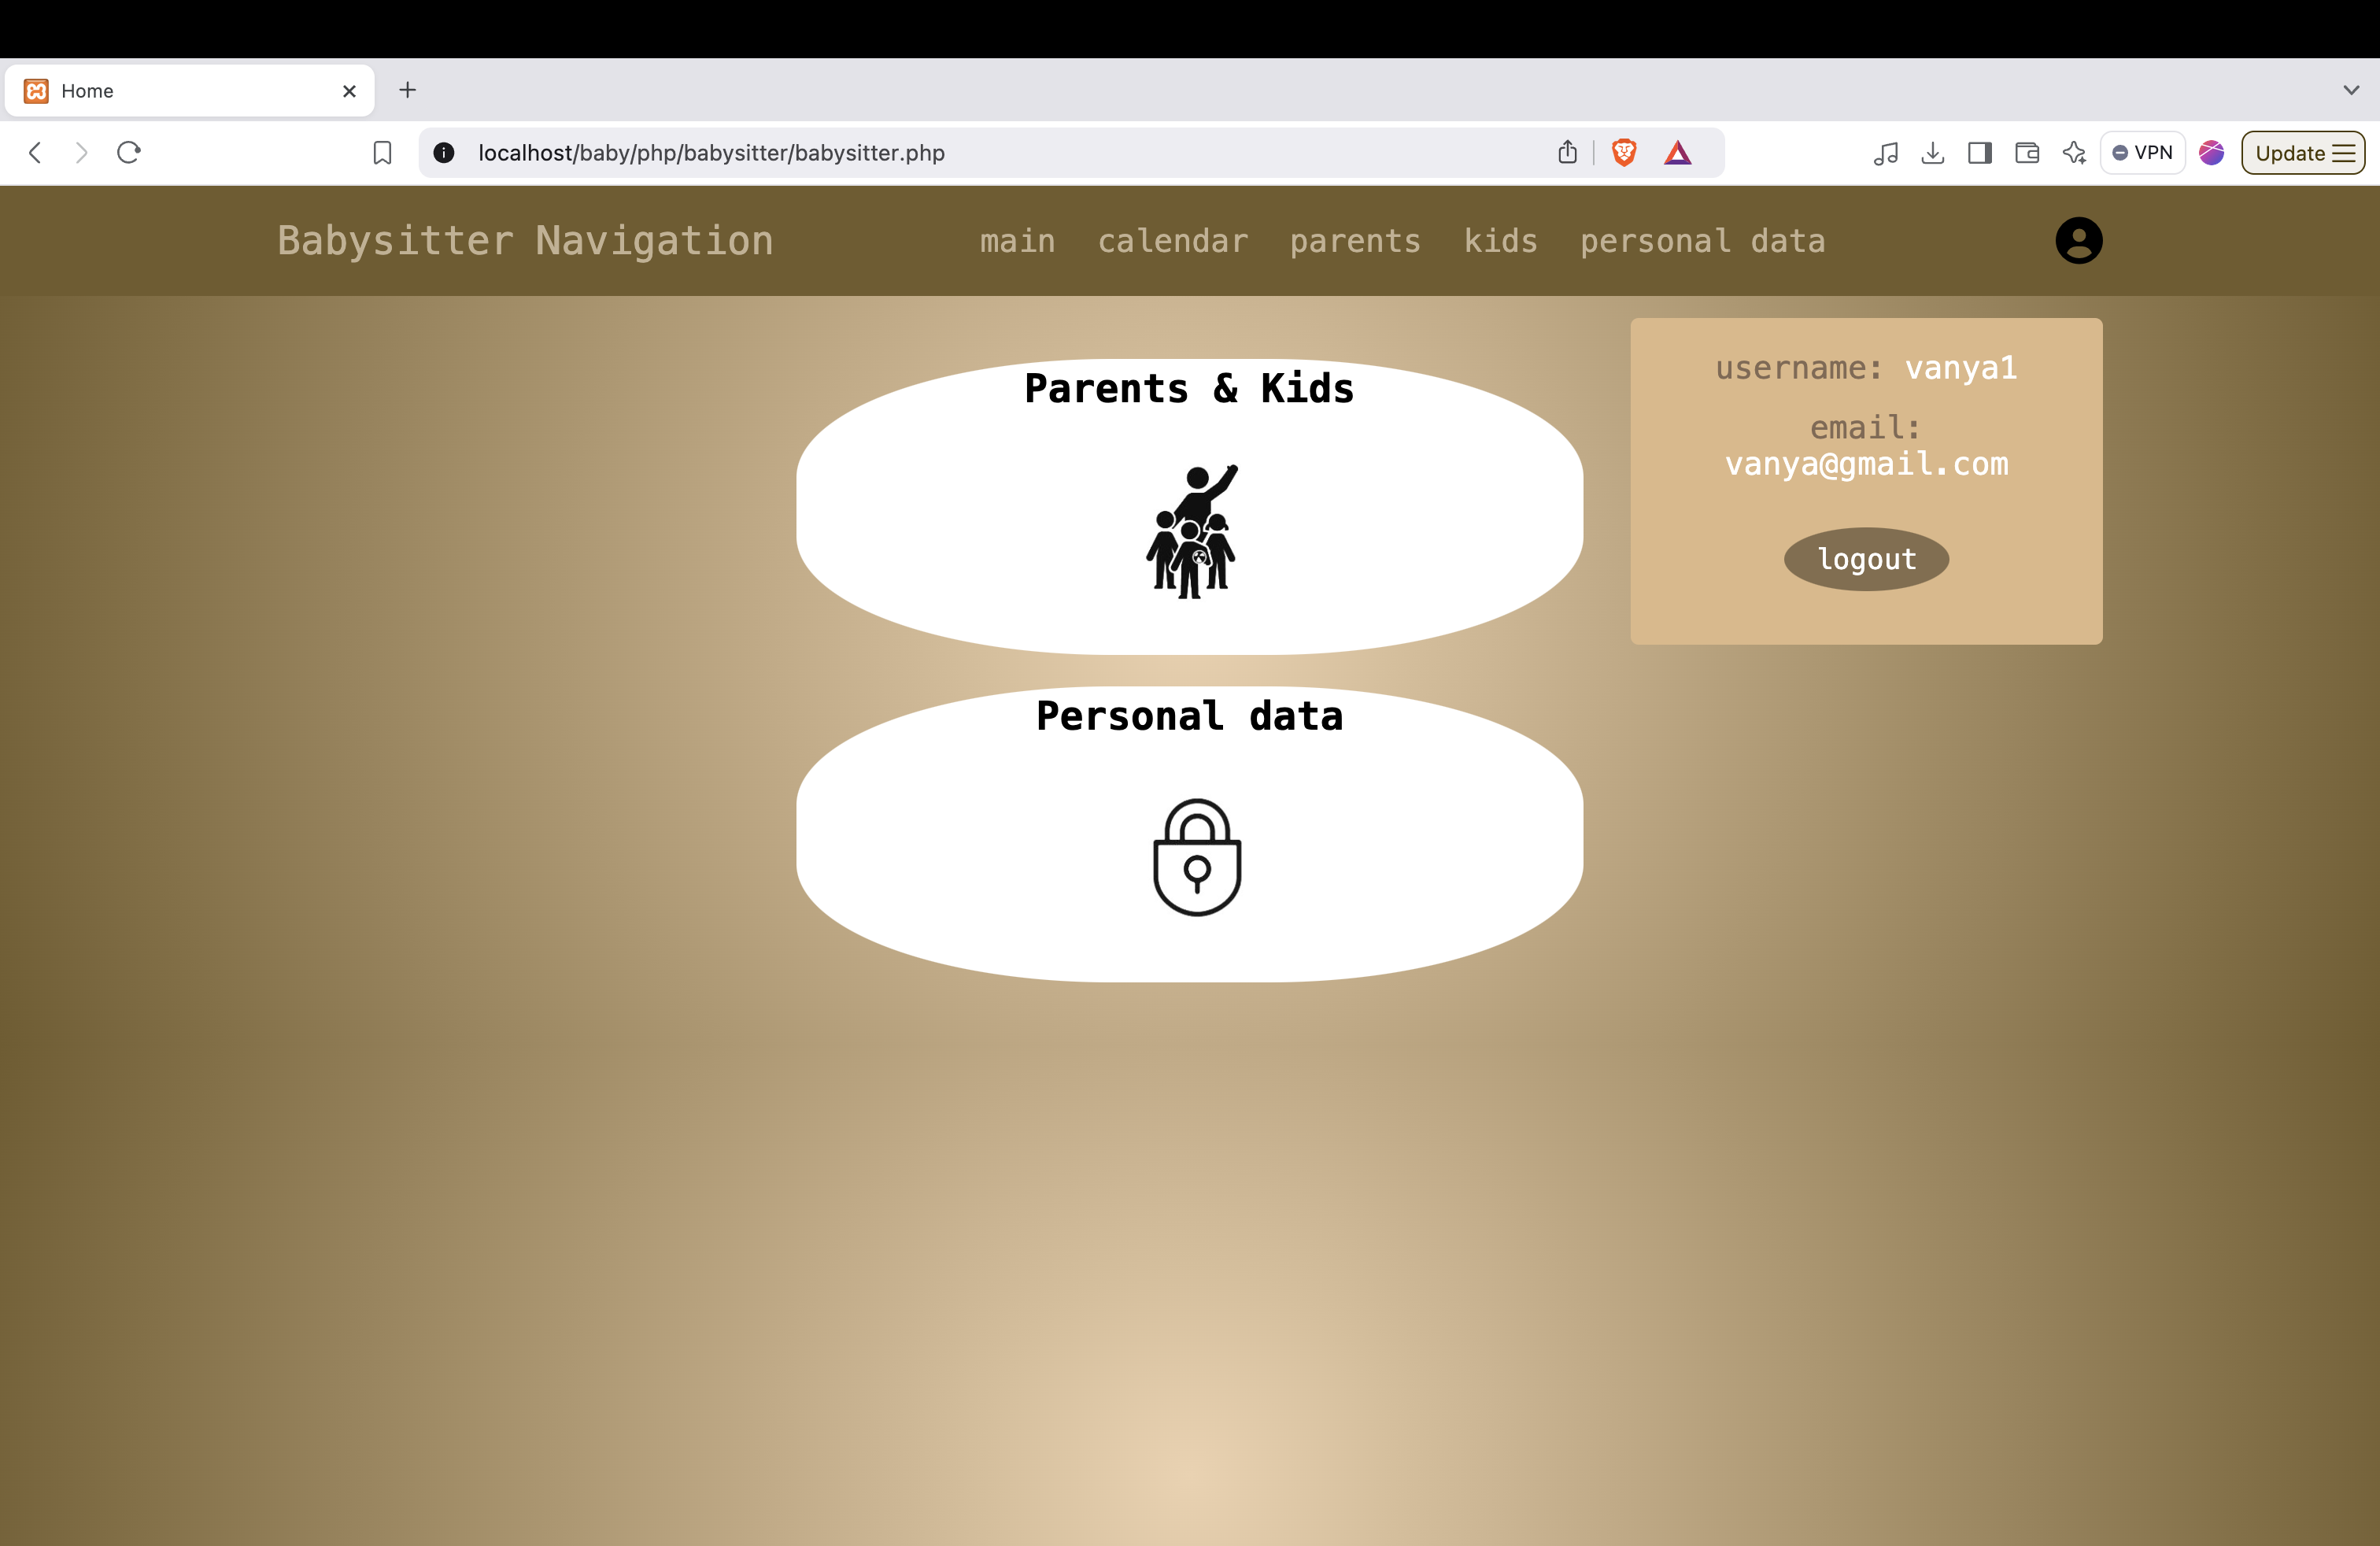 Home
localhost/baby/php/babysitter/babysitter.php
VPN
Update
Babysitter Navigation
main calendar parents kids personal data
Parents & Kids
username: vanya1
email:
vanya@gmail.com
logout
Personal data